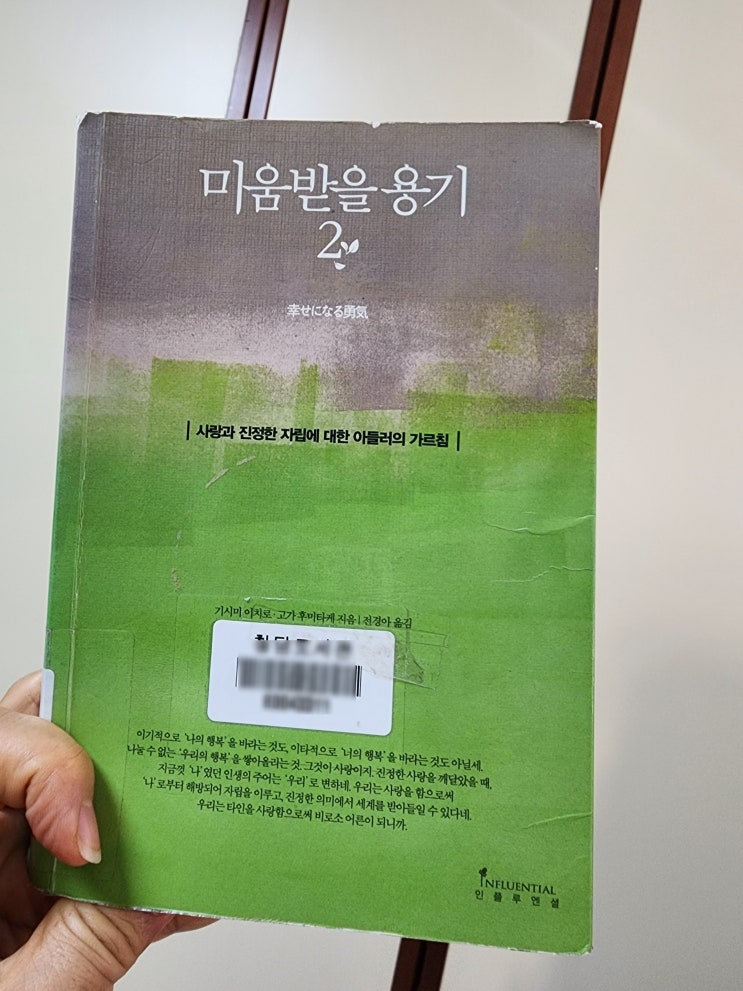 미움받을 용기
2
幸せになる勇気
사랑과 진정한 자립에 대한 아들러의 가르침
기시미 이치로·고가 후미타케 지음 | 전경아 옮김
이기적으로 '나의 행복'을 바라는 것도, 이타적으로 '너의 행복'을 바라는 것도 아닐세.
나눌 수 없는 '우리의 행복'을 쌓아올리는 것. 그것이 사랑이지. 진정한 사랑을 깨달았을 때,
지금껏 '나'였던 인생의 주어는 '우리'로 변하네. 우리는 사랑을 함으로써
'나'로부터 해방되어 자립을 이루고, 진정한 의미에서 세계를 받아들일 수 있다네.
우리는 타인을 사랑함으로써 비로소 어른이 되니까.
INFLUENTIAL
인플루엔셜